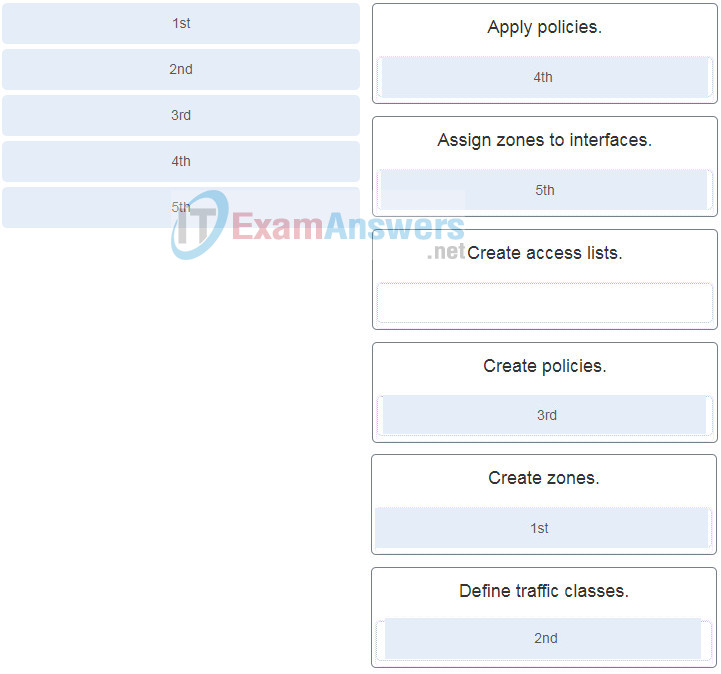 1st
2nd
3rd
4th
5th
ITExamAnswers
.net
Apply policies.
4th
Assign zones to interfaces.
5th
Create access lists.
Create policies.
3rd
Create zones.
1st
Define traffic classes.
2nd